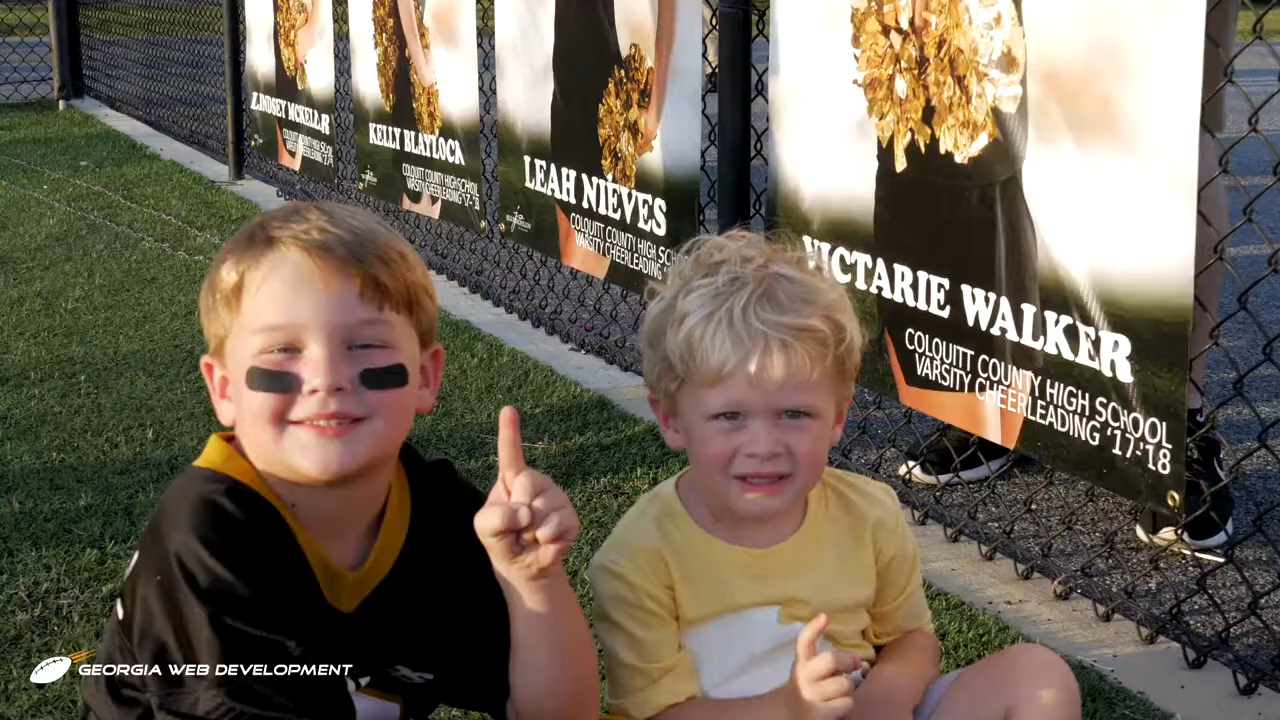 LINDSEY MCKELLAR
COLQUITT COUNTY HIGH SCHOOL
VARSITY CHEERLEADING '17-'18
KELLY BLAYLOCK
COLQUITT COUNTY HIGH SCHOOL
VARSITY CHEERLEADING '17-'18
LEAH NIEVES
COLQUITT COUNTY HIGH SCHOOL
VARSITY CHEERLEADING '
VICTARIE WALKER
COLQUITT COUNTY HIGH SCHOOL
VARSITY CHEERLEADING '17-'18
GEORGIA WEB DEVELOPMENT